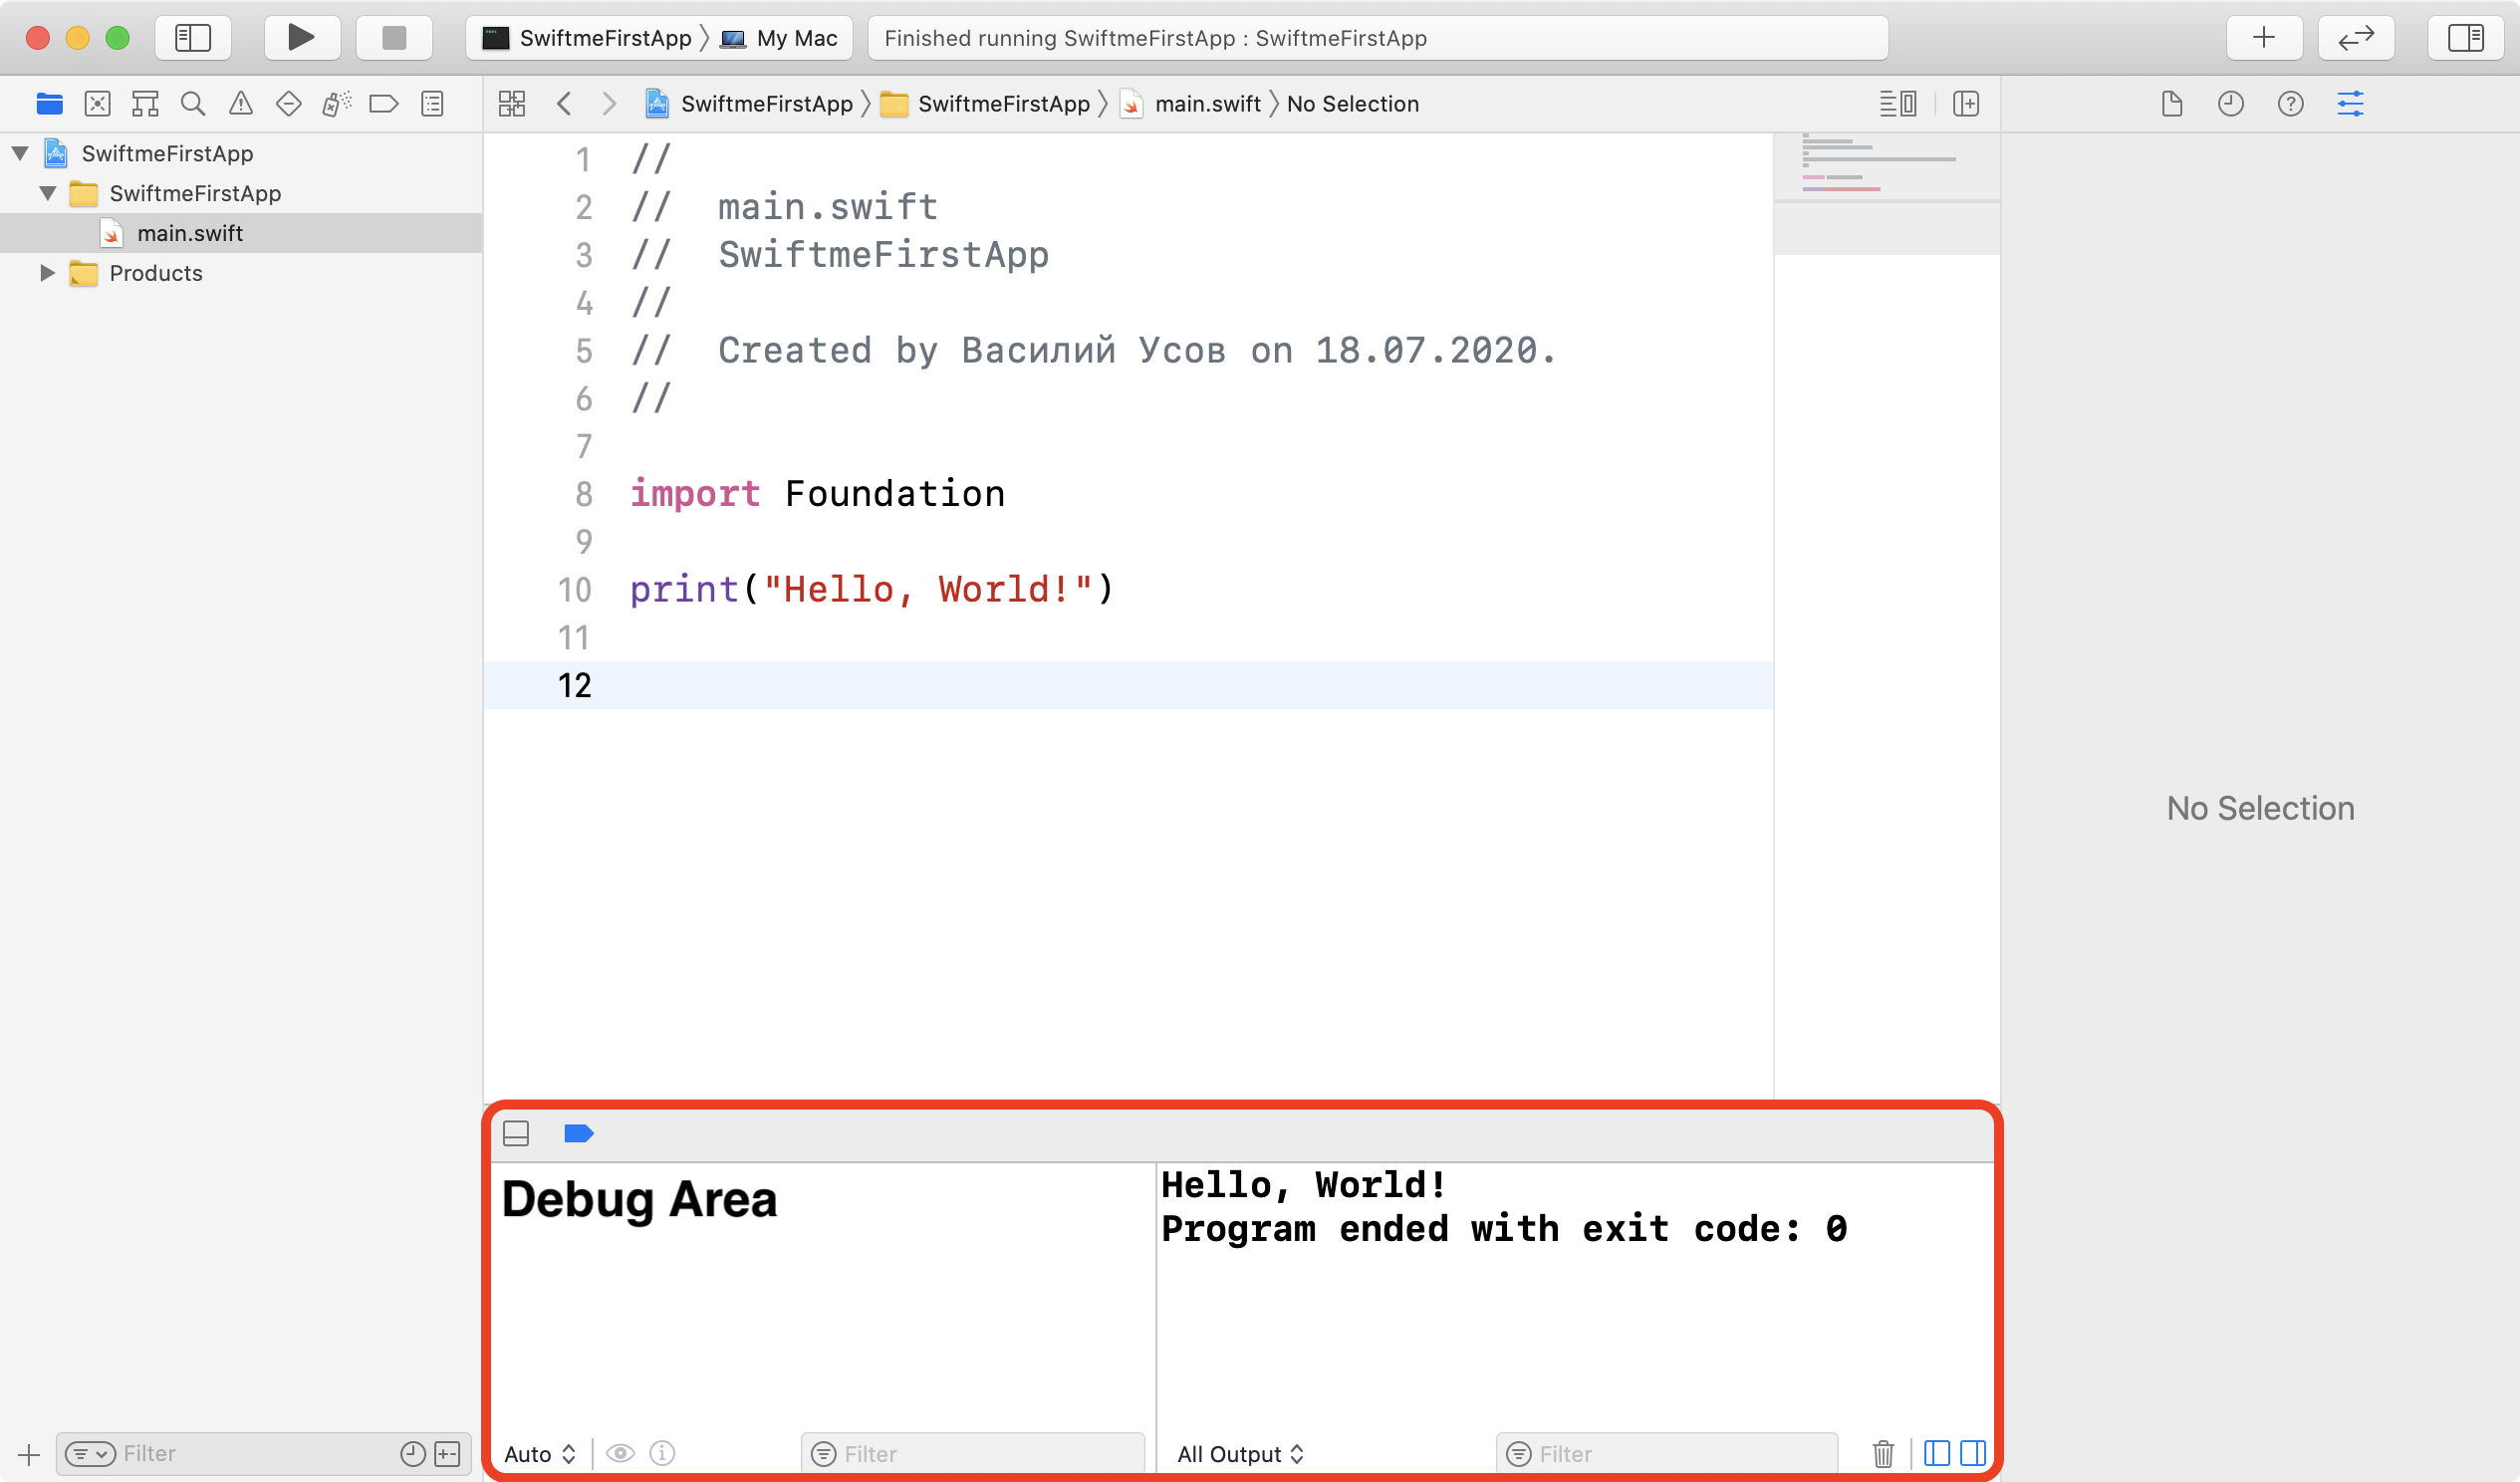 SwiftmeFirstApp 〉 My Mac
Finished running SwiftmeFirstApp : SwiftmeFirstApp
SwiftmeFirstApp 〉 SwiftmeFirstApp 〉 main.swift 〉 No Selection
SwiftmeFirstApp
SwiftmeFirstApp
main.swift
Products
1 //
2 //  main.swift
3 //  SwiftmeFirstApp
4 //
5 //  Created by Василий Усов on 18.07.2020.
6 //
7
8 import Foundation
9
10 print("Hello, World!")
11
12
No Selection
Debug Area
Hello, World!
Program ended with exit code: 0
Filter
Auto
Filter
All Output
Filter